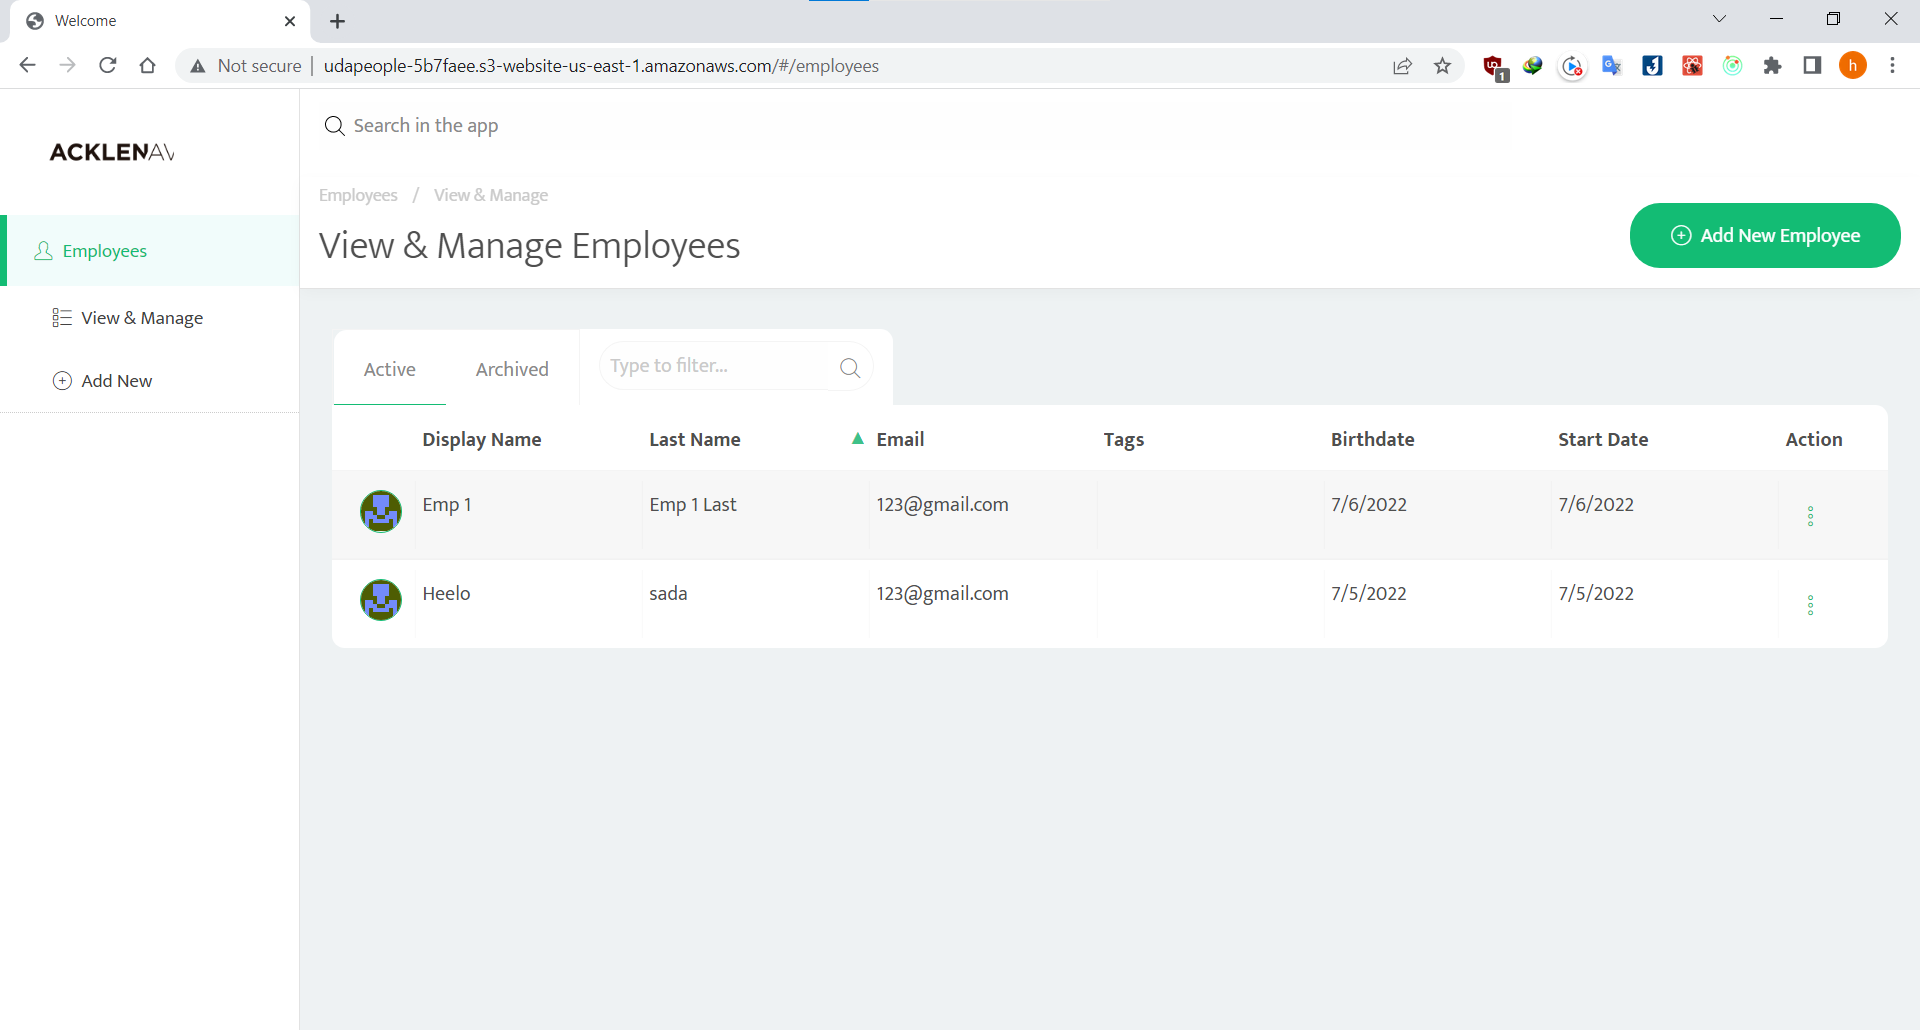 Welcome
Not secure
udapeople-5b7faee.s3-website-us-east-1.amazonaws.com/#/employees
1
h
ACKLENAV
Search in the app
Employees / View & Manage
View & Manage Employees
Add New Employee
Employees
View & Manage
Add New
Active Archived Type to filter...
Display Name Last Name Email Tags Birthdate Start Date Action
Emp 1 Emp 1 Last 123@gmail.com 7/6/2022 7/6/2022
Heelo sada 123@gmail.com 7/5/2022 7/5/2022